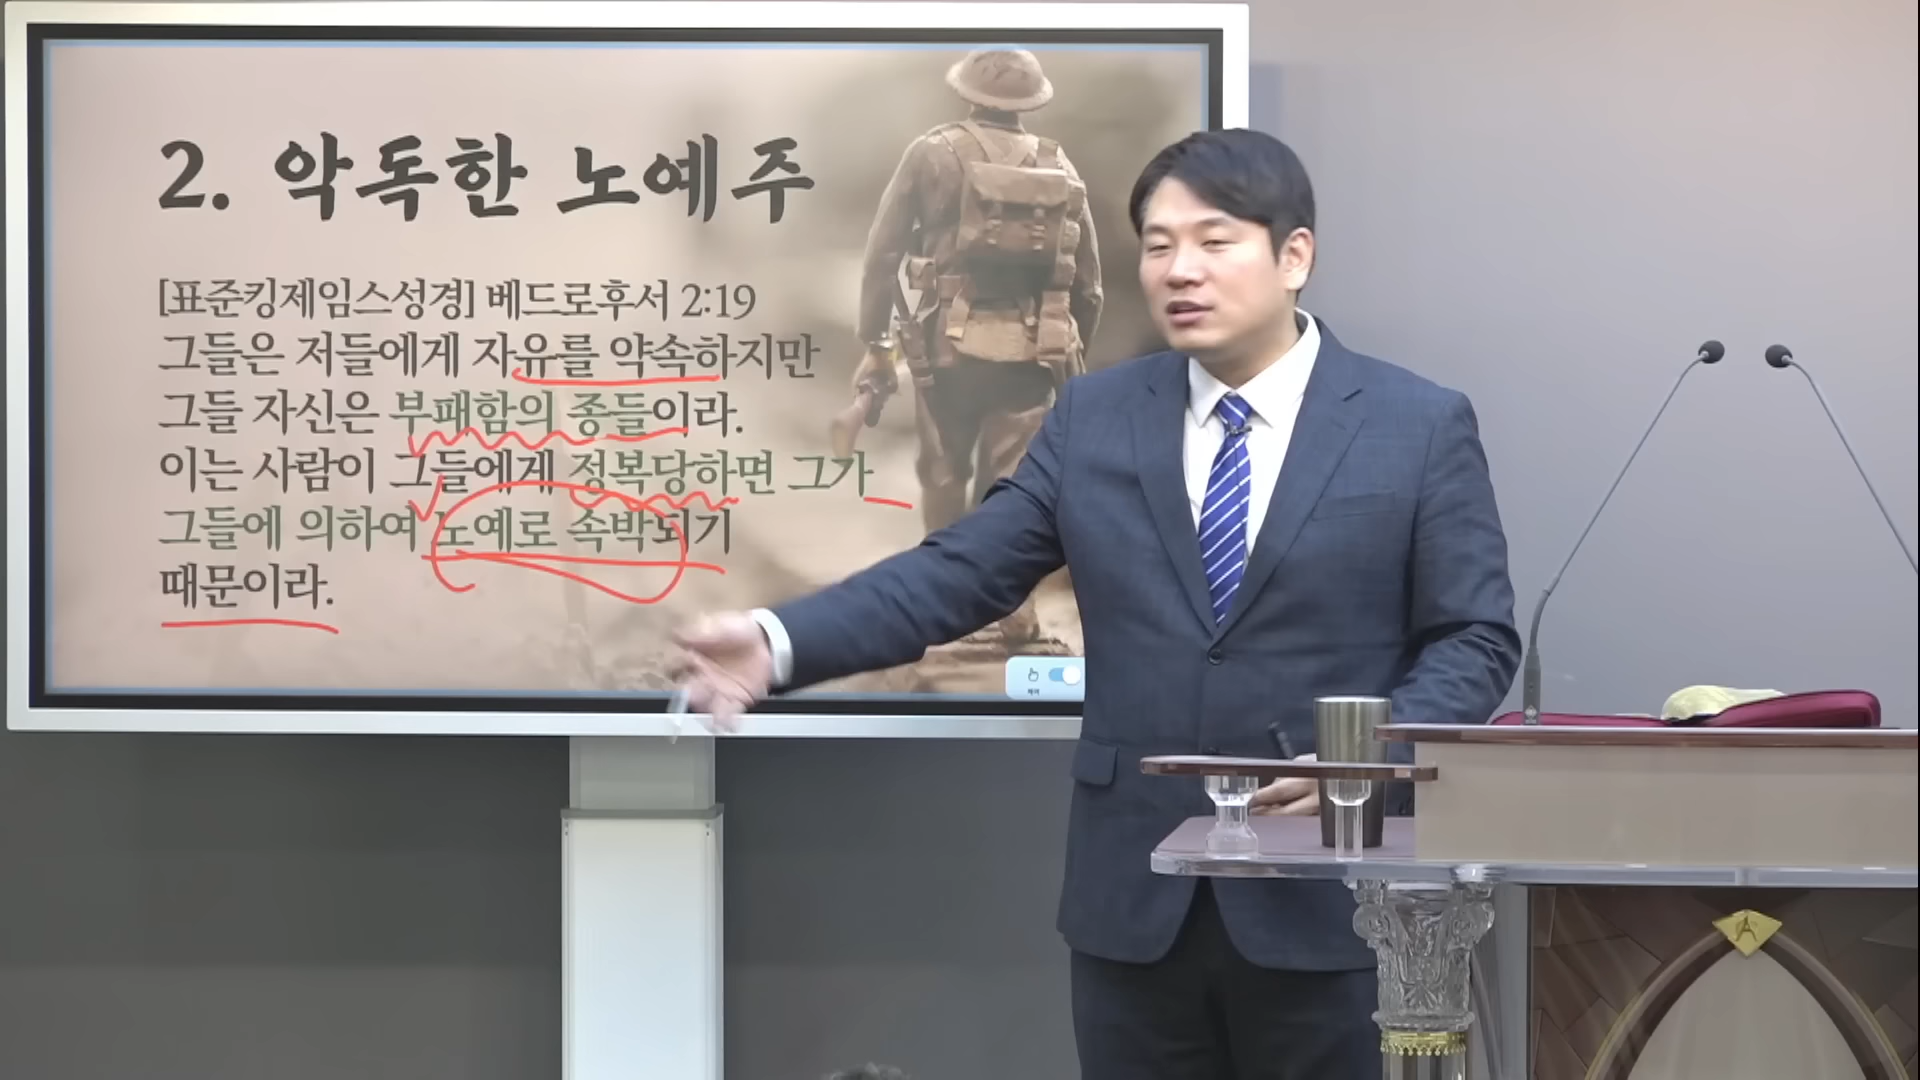 2. 악독한 노예주
[표준킹제임스성경] 베드로후서 2:19
그들은 저들에게 자유를 약속하지만
그들 자신은 부패함의 종들이라.
이는 사람이 그들에게 정복당하면 그가
그들에 의하여 노예로 속박되기
때문이라.